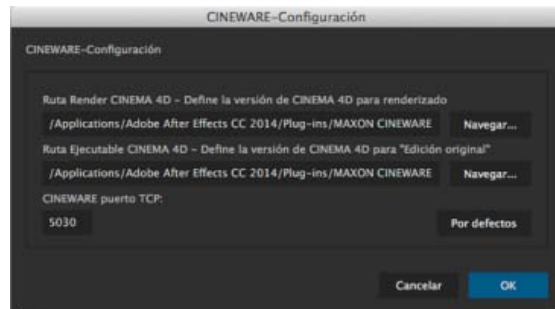 CINEWARE-Configuración
CINEWARE-Configuración
Ruta Render CINEMA 4D - Define la versión de CINEMA 4D para renderizado
/Applications/Adobe After Effects CC 2014/Plug-ins/MAXON CINEWARE
Navegar...
Ruta Ejecutable CINEMA 4D - Define la versión de CINEMA 4D para "Edición original"
/Applications/Adobe After Effects CC 2014/Plug-ins/MAXON CINEWARE
Navegar...
CINEWARE puerto TCP:
5030
Por defectos
Cancelar
OK